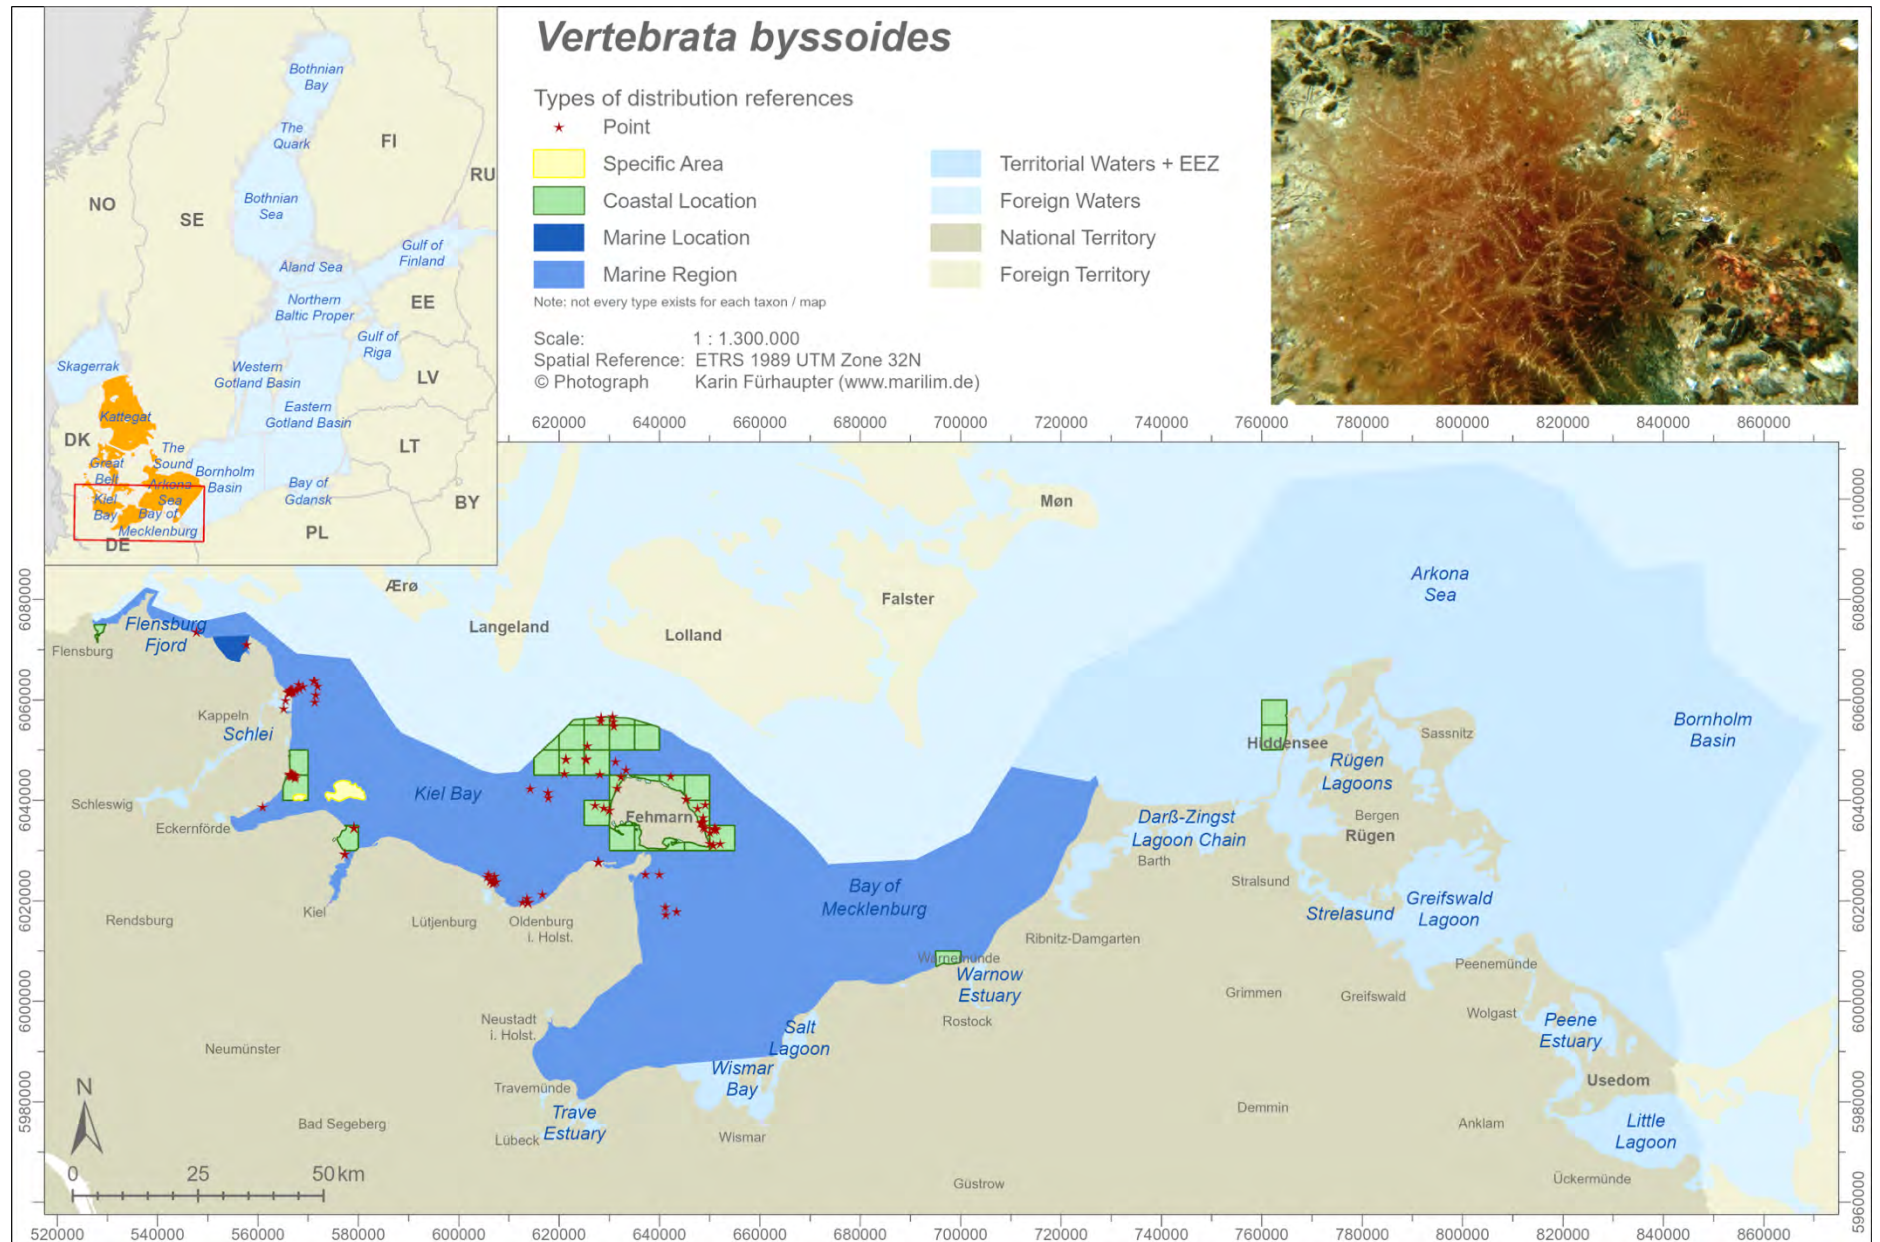 Vertebrata byssoides
Types of distribution references
Point
Specific Area
Coastal Location
Marine Location
Marine Region
Territorial Waters + EEZ
Foreign Waters
National Territory
Foreign Territory
Note: not every type exists for each taxon / map
Scale: 1 : 1.300.000
Spatial Reference: ETRS 1989 UTM Zone 32N
© Photograph Karin Fürhaupter (www.marilim.de)
Bothnian
Bay
The
Quark
FI
RU
NO
SE
Bothnian
Sea
Gulf of
Finland
Åland Sea
Northern
Baltic Proper
EE
Gulf of
Riga
Skagerrak
Western
Gotland Basin
LV
Kattegat
Eastern
Gotland Basin
DK
The
Sound
LT
Great
Belt
Bornholm
Basin
Arkona
Sea
Bay of
Gdansk
Kiel
Bay
Bay of
Mecklenburg
BY
PL
DE
620000 640000 660000 680000 700000 720000 740000 760000 780000 800000 820000 840000 860000
6100000
6080000
6060000
6040000
6020000
6000000
5980000
5960000
Møn
Ærø
Arkona
Sea
Falster
Langeland
Lolland
Flensburg
Fjord
Flensburg
Kappeln
Schlei
Bornholm
Basin
Sassnitz
Hiddensee
Rügen
Lagoons
Kiel Bay
Schleswig
Eckernförde
Fehmarn
Bergen
Rügen
Darß-Zingst
Lagoon Chain
Barth
Stralsund
Bay of
Mecklenburg
Greifswald
Lagoon
Strelasund
Rendsburg
Kiel
Lütjenburg
Oldenburg
i. Holst.
Ribnitz-Damgarten
Warnemünde
Warnow
Estuary
Peenemünde
Grimmen
Greifswald
Wolgast
Neustadt
i. Holst.
Rostock
Salt
Lagoon
Peene
Estuary
Neumünster
Wismar
Bay
Usedom
Travemünde
Trave
Estuary
Demmin
Anklam
Little
Lagoon
Bad Segeberg
Lübeck
Wismar
N
0 25 50 km
Güstrow
Ückermünde
6080000
6060000
6040000
6020000
6000000
5980000
5960000
520000 540000 560000 580000 600000 620000 640000 660000 680000 700000 720000 740000 760000 780000 800000 820000 840000 860000